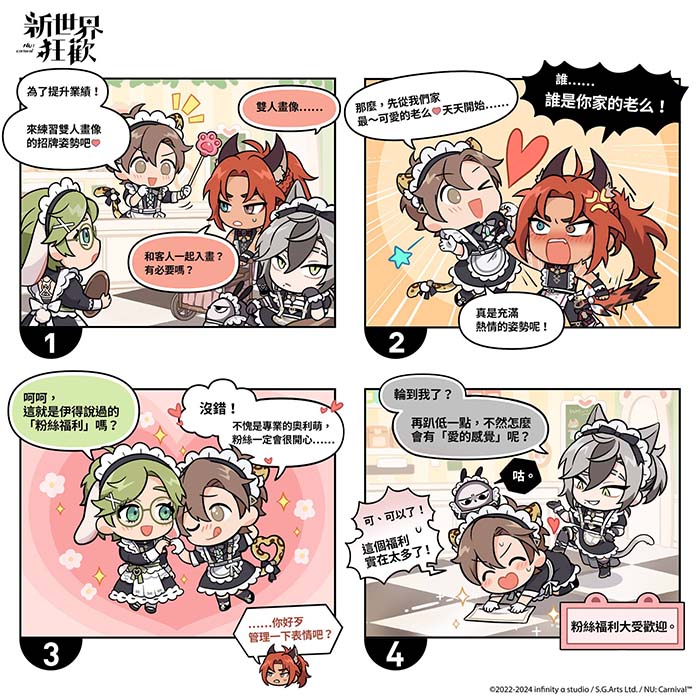 新世界
NU: carnival 狂歡
為了提升業績！
來練習雙人畫像
的招牌姿勢吧♥
雙人畫像……
和客人一起入畫？
有必要嗎？
1
那麼，先從我們家
最～可愛的老么♥天天開始……
誰……
誰是你家的老么！
真是充滿
熱情的姿勢呢！
2
呵呵，
這就是伊得說過的
「粉絲福利」嗎？
沒錯！
不愧是專業的奧利萌，
粉絲一定會很開心……
……你好歹
管理一下表情吧？
3
輪到我了？
再趴低一點，不然怎麼
會有「愛的感覺」呢？
咕。
可、可以了！
這個福利
實在太多了！
粉絲福利大受歡迎。
4
©2022-2024 infinity α studio / S.G.Arts Ltd. / NU: Carnival™